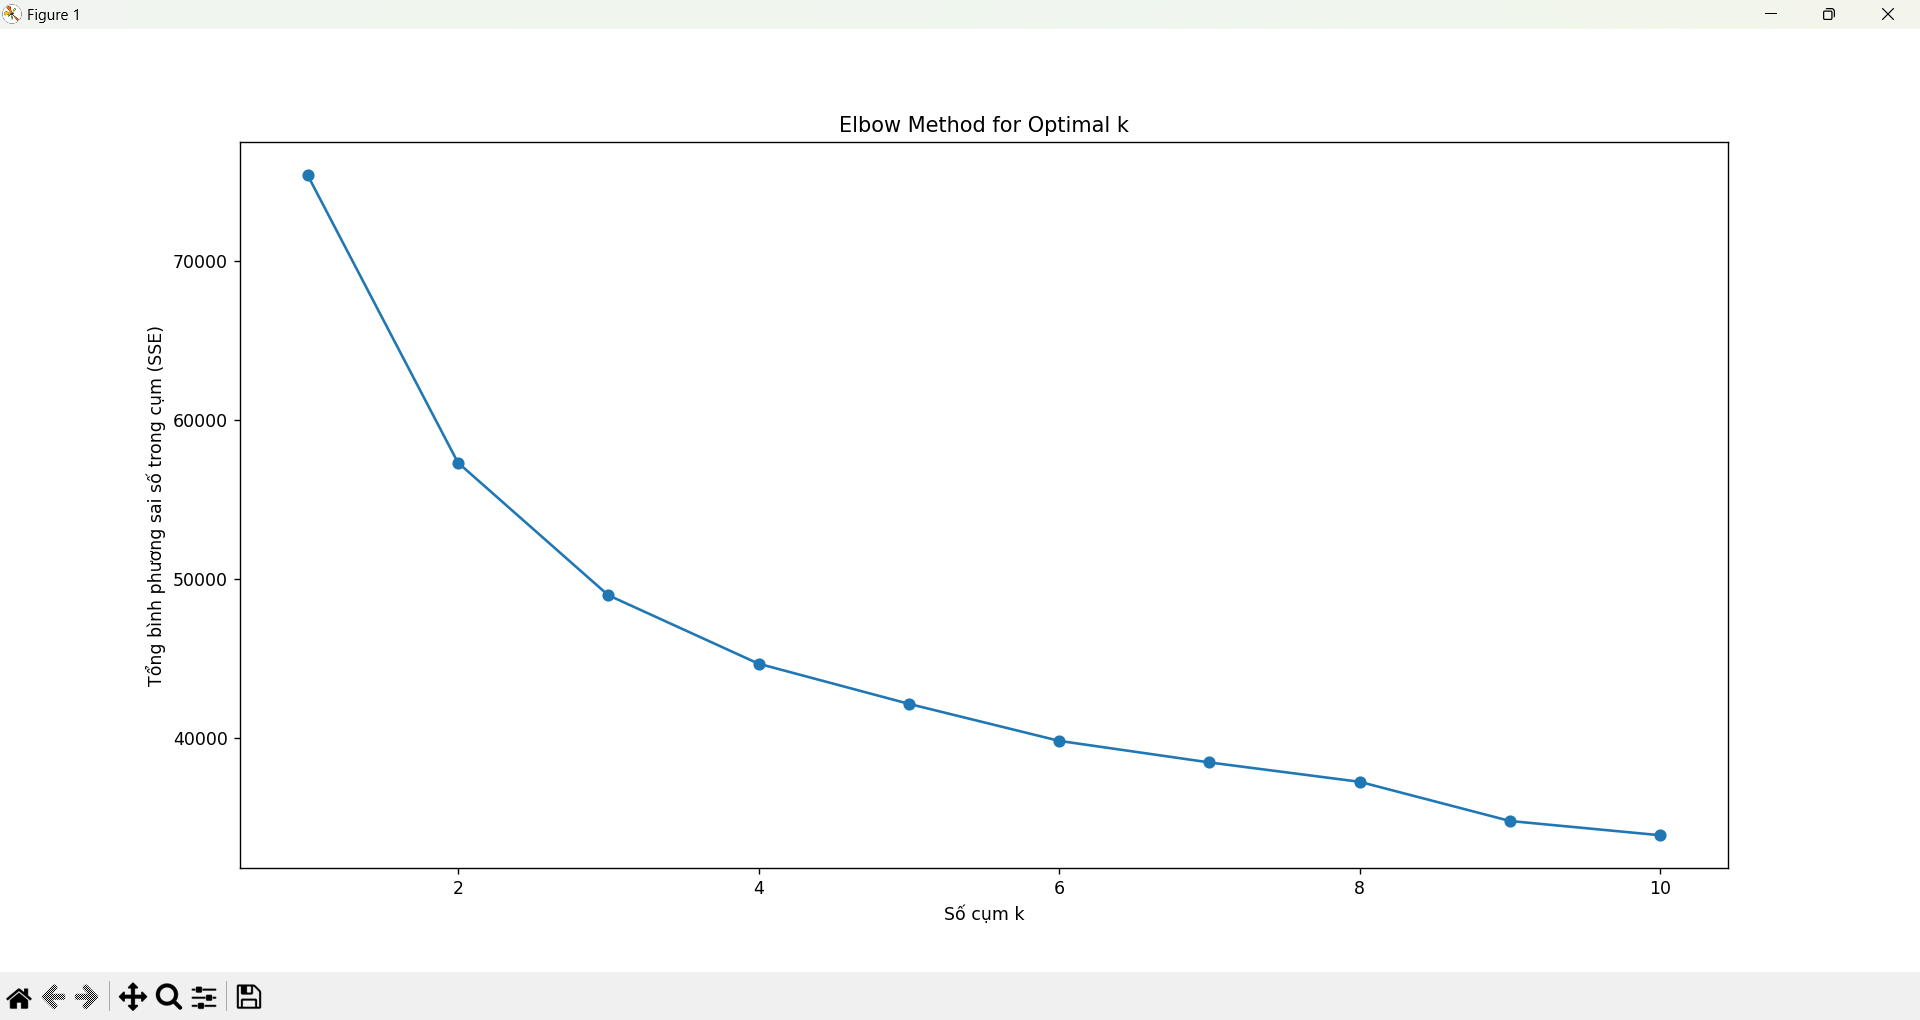 Figure 1
Elbow Method for Optimal k
70000
60000
50000
40000
Tổng bình phương sai số trong cụm (SSE)
2 4 6 8 10
Số cụm k